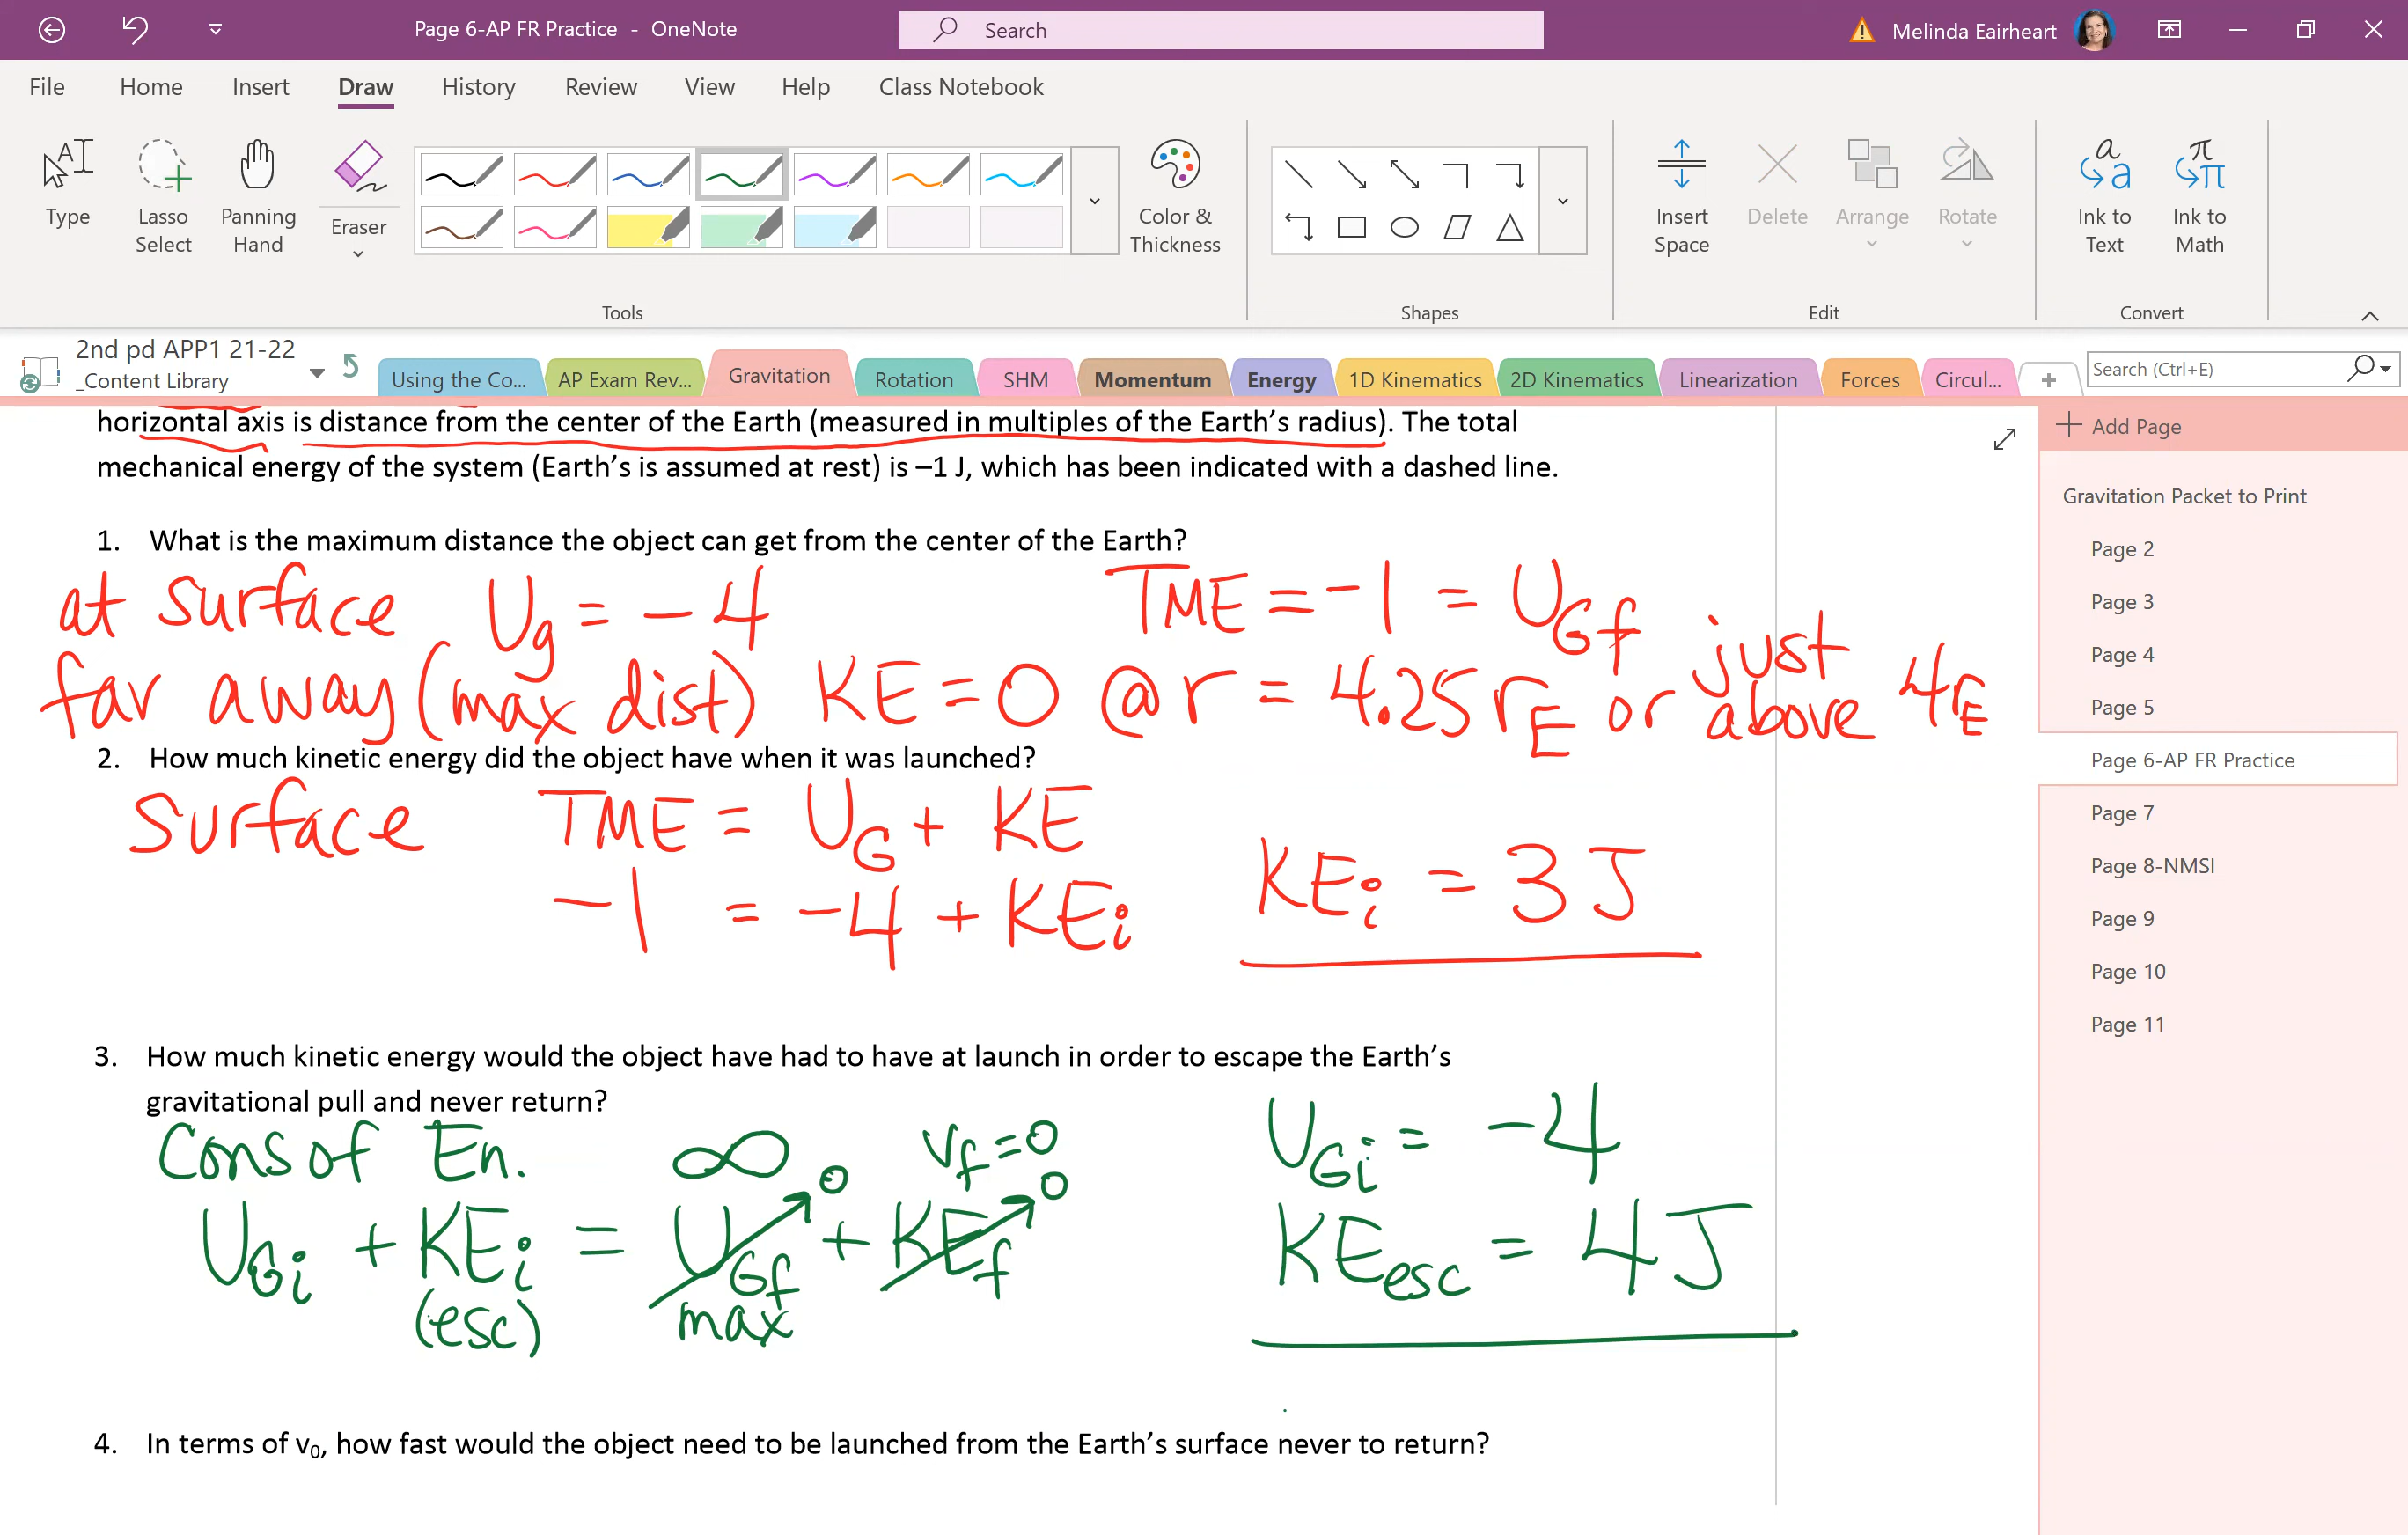 Page 6-AP FR Practice - OneNote
Search
Melinda Eairheart
File Home Insert Draw History Review View Help Class Notebook
Type
Lasso Select
Panning Hand
Eraser
Color & Thickness
Insert Space
Delete
Arrange
Rotate
Ink to Text
Ink to Math
Tools
Shapes
Edit
Convert
2nd pd APP1 21-22
_Content Library
Using the Co... AP Exam Rev... Gravitation Rotation SHM Momentum Energy 1D Kinematics 2D Kinematics Linearization Forces Circul... +
Search (Ctrl+E)
horizontal axis is distance from the center of the Earth (measured in multiples of the Earth's radius). The total
mechanical energy of the system (Earth's is assumed at rest) is –1 J, which has been indicated with a dashed line.
1. What is the maximum distance the object can get from the center of the Earth?
at surface Ug = -4 TME = -1 = UGf
far away (max dist) KE = 0 @ r = 4.25 rE or just above 4rE
2. How much kinetic energy did the object have when it was launched?
Surface TME = UG + KE
-1 = -4 + KEi
KEi = 3 J
3. How much kinetic energy would the object have had to have at launch in order to escape the Earth's
gravitational pull and never return?
Cons of En. ∞ vf = 0
0 0
UGi + KEi = UGf + KEf
(esc) max
UGi = -4
KEesc = 4 J
4. In terms of v₀, how fast would the object need to be launched from the Earth's surface never to return?
Add Page
Gravitation Packet to Print
Page 2
Page 3
Page 4
Page 5
Page 6-AP FR Practice
Page 7
Page 8-NMSI
Page 9
Page 10
Page 11